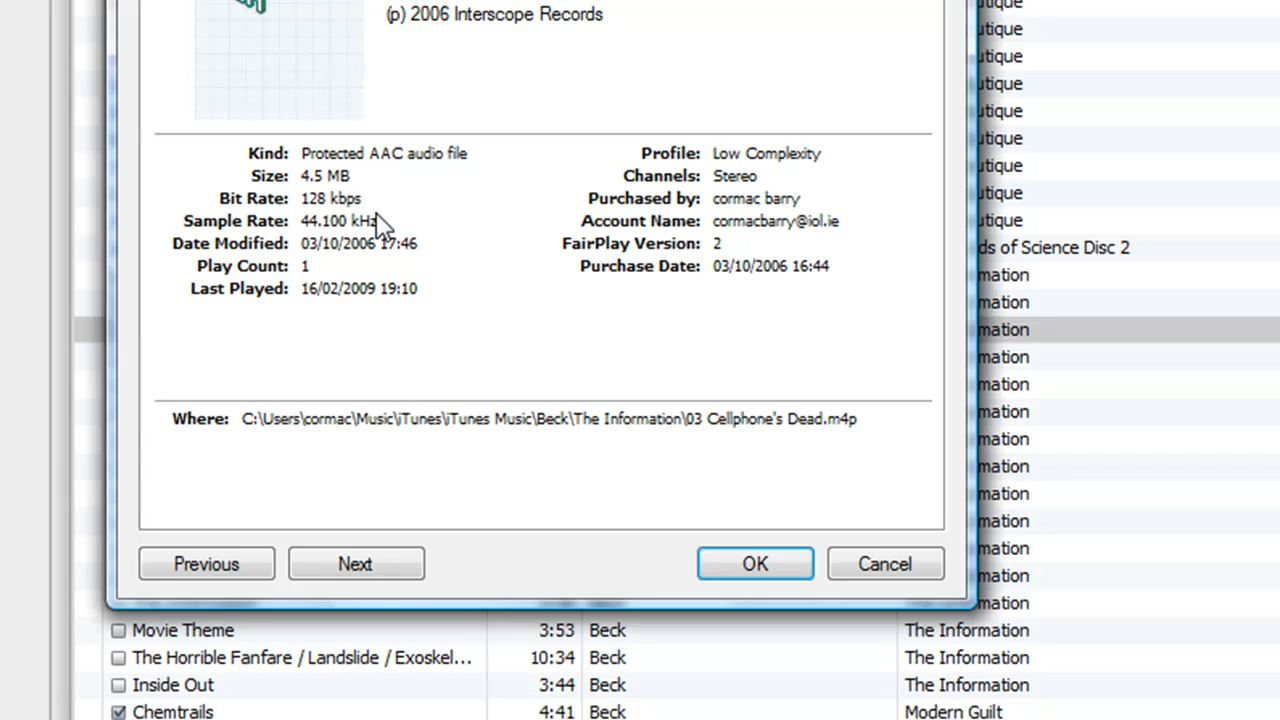 (p) 2006 Interscope Records
Kind: Protected AAC audio file
Size: 4.5 MB
Bit Rate: 128 kbps
Sample Rate: 44.100 kHz
Date Modified: 03/10/2006 17:46
Play Count: 1
Last Played: 16/02/2009 19:10
Profile: Low Complexity
Channels: Stereo
Purchased by: cormac barry
Account Name: cormacbarry@iol.ie
FairPlay Version: 2
Purchase Date: 03/10/2006 16:44
Where: C:\Users\cormac\Music\iTunes\iTunes Music\Beck\The Information\03 Cellphone's Dead.m4p
Previous
Next
OK
Cancel
utique
utique
utique
utique
utique
utique
utique
utique
ds of Science Disc 2
mation
mation
mation
mation
mation
mation
mation
mation
mation
mation
mation
mation
mation
Movie Theme 3:53 Beck The Information
The Horrible Fanfare / Landslide / Exoskel... 10:34 Beck The Information
Inside Out 3:44 Beck The Information
Chemtrails 4:41 Beck Modern Guilt